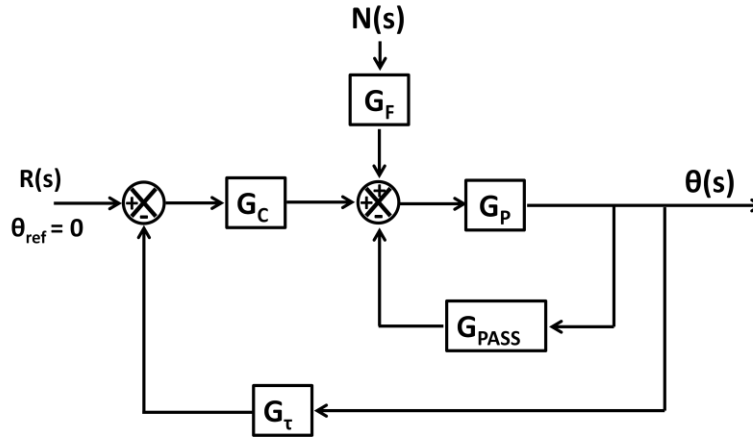 N(s)
G_F
R(s)
+
-
G_C
+
+
-
G_P
θ(s)
θ_ref = 0
G_PASS
G_τ